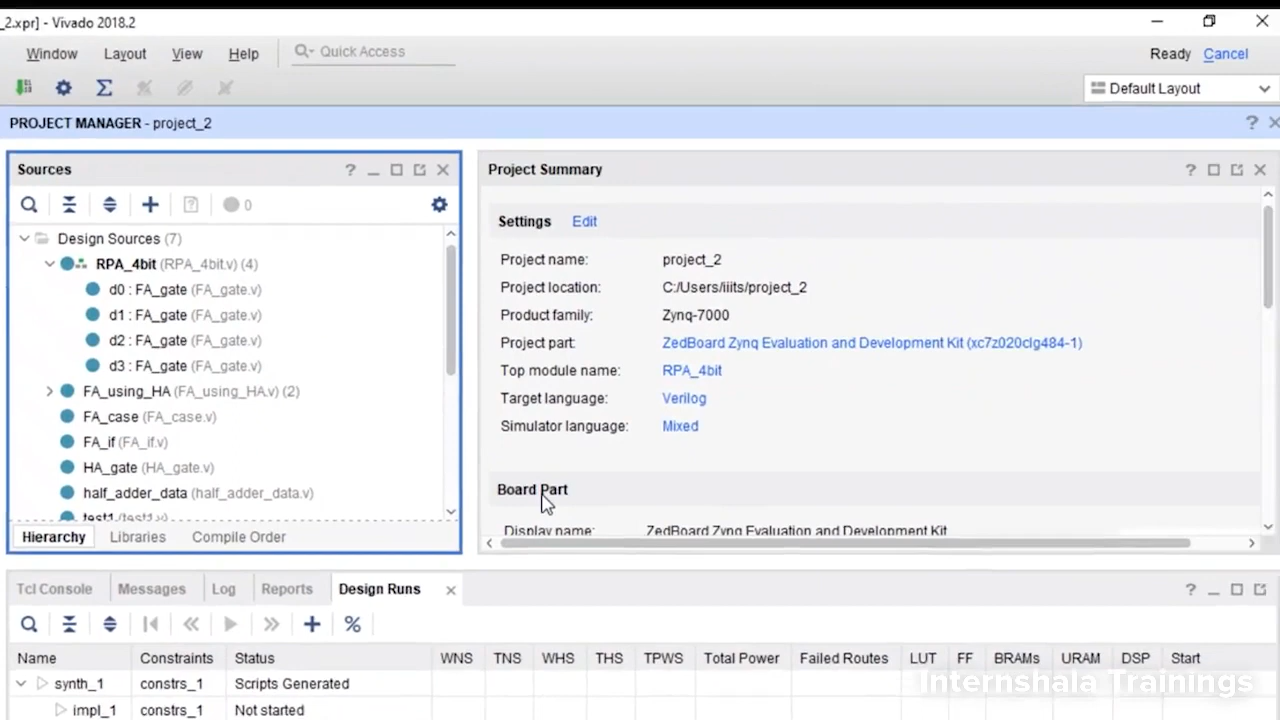 _2.xpr] - Vivado 2018.2
Window Layout View Help Quick Access Ready Cancel
Default Layout
PROJECT MANAGER - project_2
Sources
0
Design Sources (7)
RPA_4bit (RPA_4bit.v) (4)
d0 : FA_gate (FA_gate.v)
d1 : FA_gate (FA_gate.v)
d2 : FA_gate (FA_gate.v)
d3 : FA_gate (FA_gate.v)
FA_using_HA (FA_using_HA.v) (2)
FA_case (FA_case.v)
FA_if (FA_if.v)
HA_gate (HA_gate.v)
half_adder_data (half_adder_data.v)
test1 (test1.v)
Hierarchy Libraries Compile Order
Project Summary
Settings Edit
Project name: project_2
Project location: C:/Users/iiits/project_2
Product family: Zynq-7000
Project part: ZedBoard Zynq Evaluation and Development Kit (xc7z020clg484-1)
Top module name: RPA_4bit
Target language: Verilog
Simulator language: Mixed
Board Part
Display name: ZedBoard Zynq Evaluation and Development Kit
Tcl Console Messages Log Reports Design Runs
Name Constraints Status WNS TNS WHS THS TPWS Total Power Failed Routes LUT FF BRAMs URAM DSP Start
synth_1 constrs_1 Scripts Generated
impl_1 constrs_1 Not started
Internshala Trainings